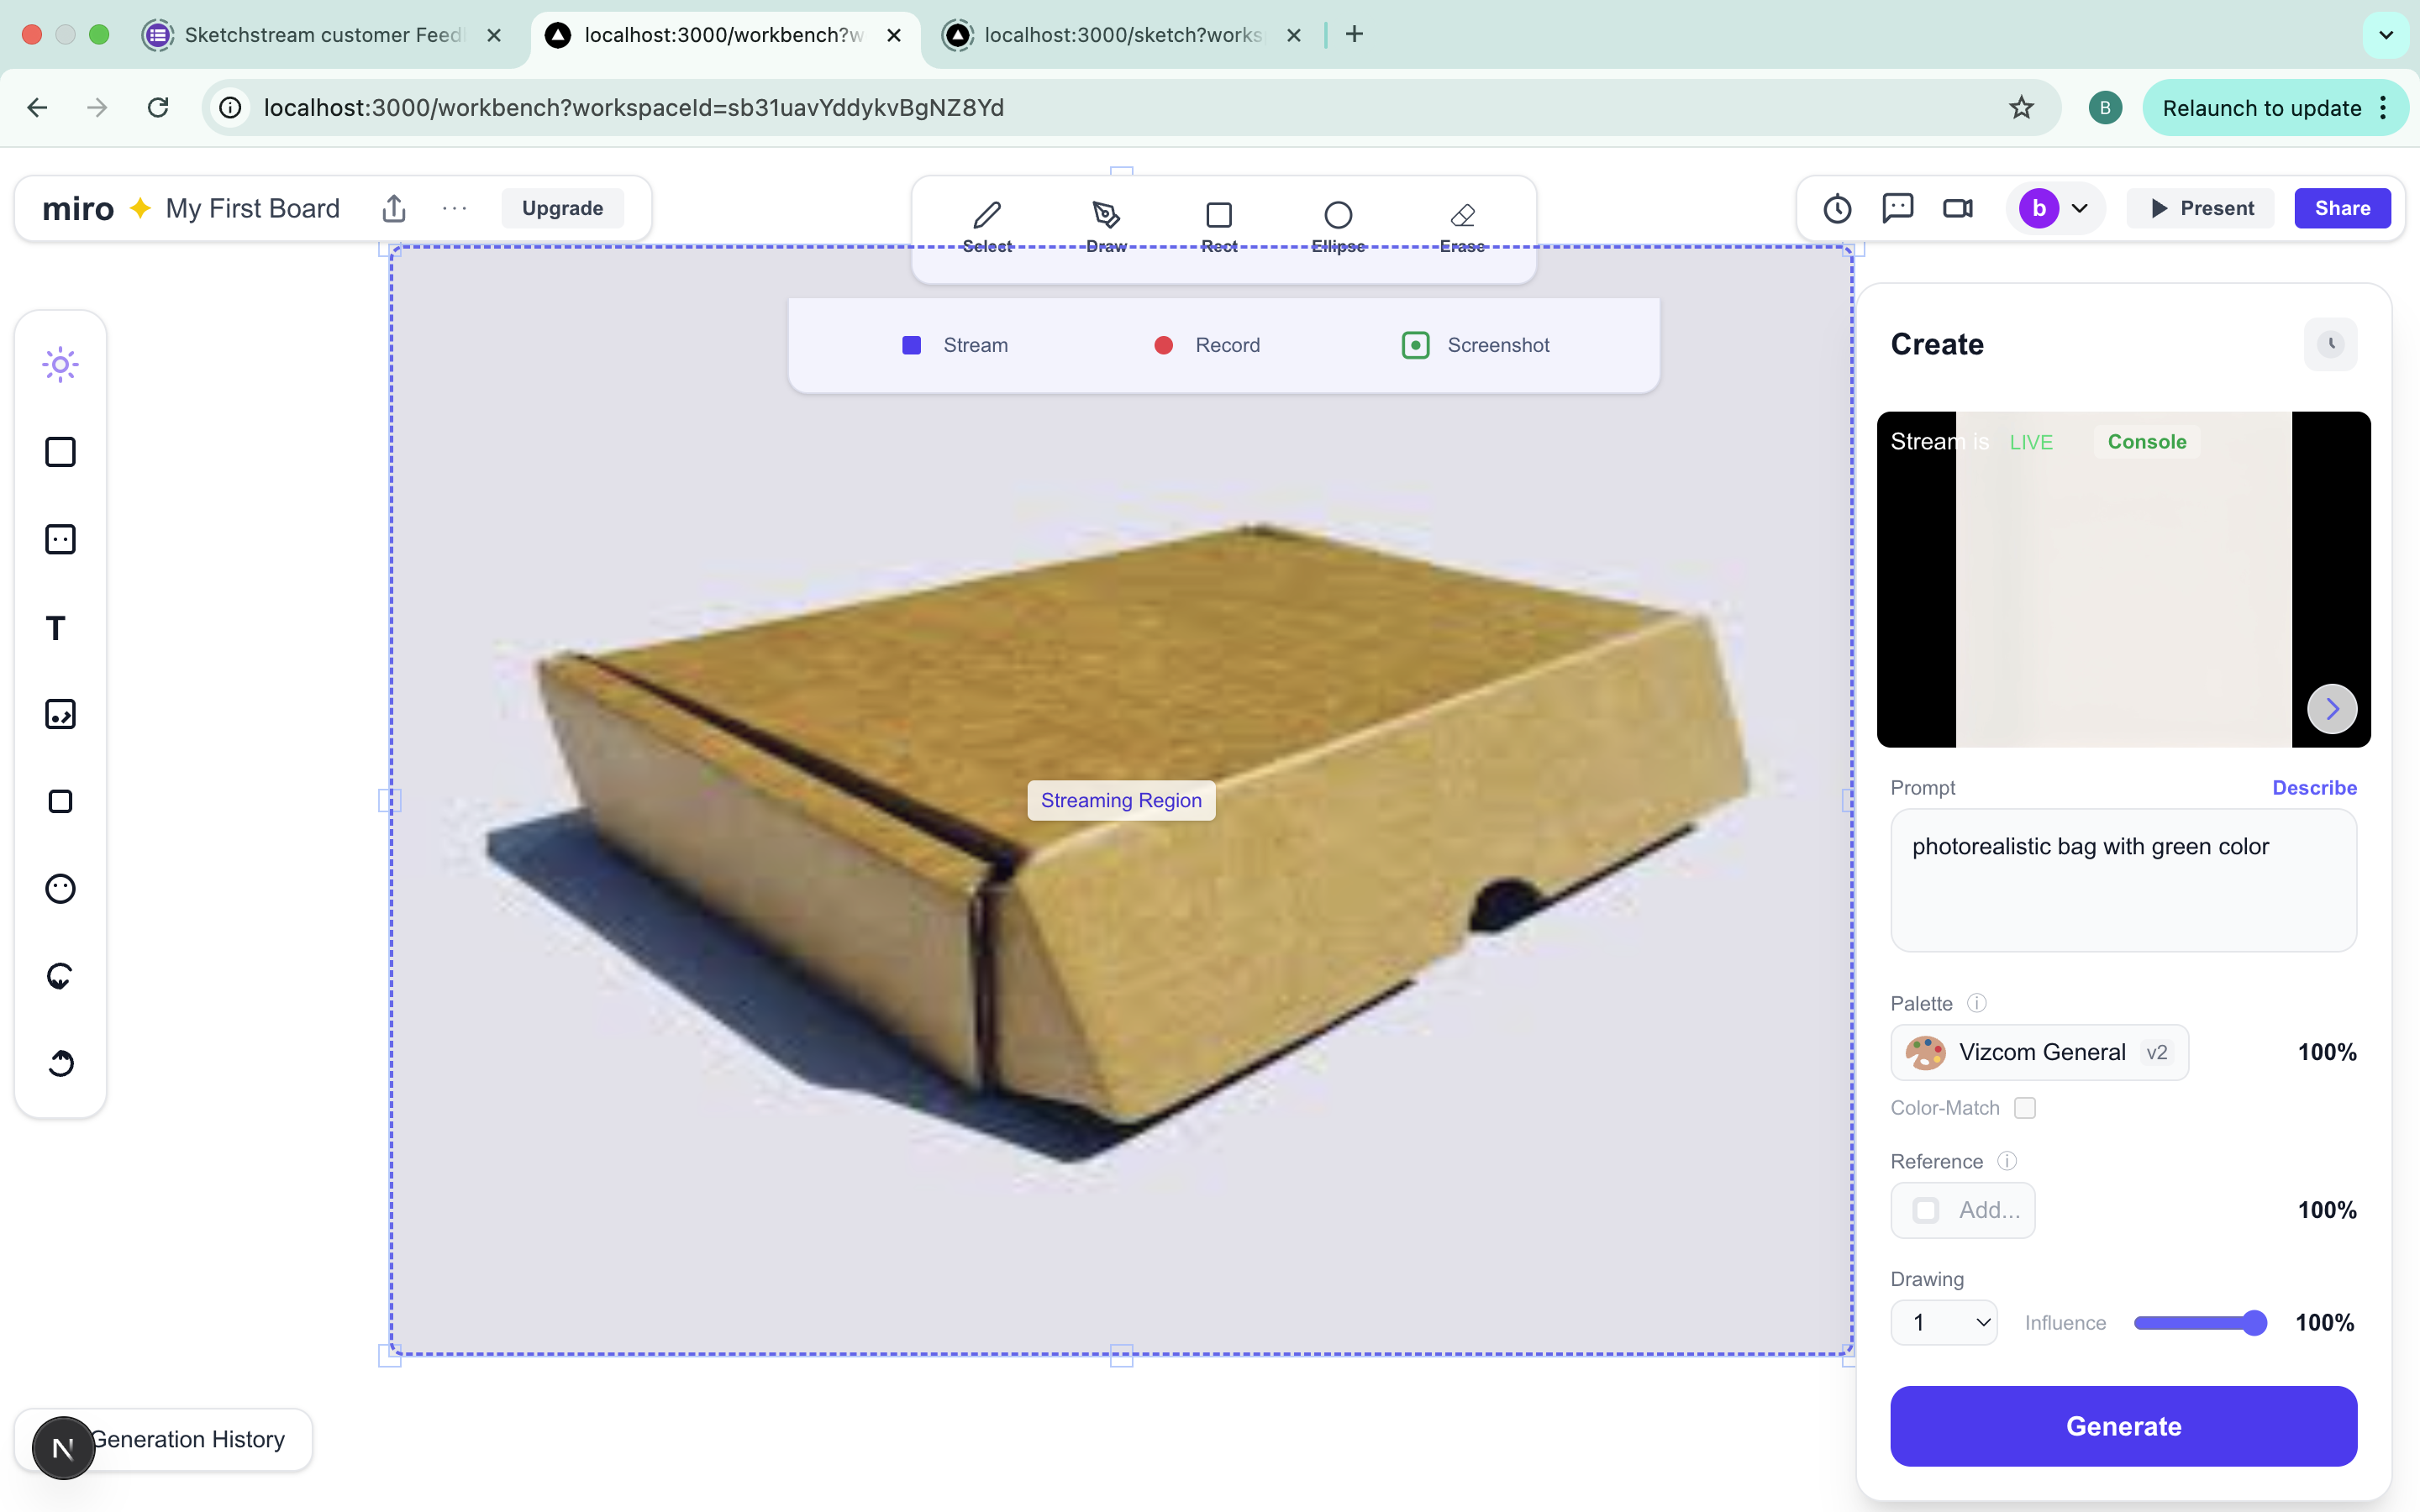 Sketchstream customer Feed
localhost:3000/workbench?w
localhost:3000/sketch?works
localhost:3000/workbench?workspaceId=sb31uavYddykvBgNZ8Yd
B
Relaunch to update
miro
My First Board
Upgrade
Select
Draw
Rect
Ellipse
Erase
b
Present
Share
Stream
Record
Screenshot
Create
Stream is LIVE
Console
T
Streaming Region
Prompt
Describe
photorealistic bag with green color
Palette
Vizcom General v2
100%
Color-Match
Reference
Add...
100%
Drawing
1
Influence
100%
Generate
N
Generation History